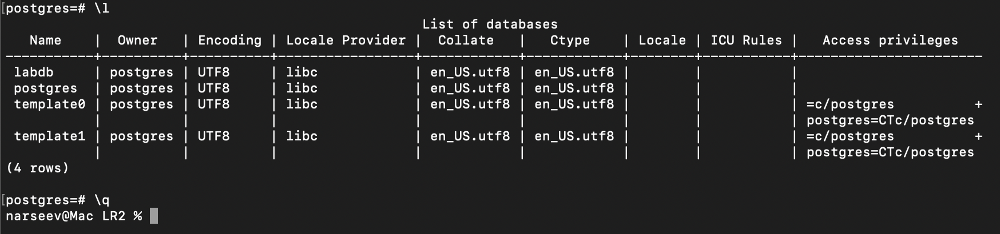 [postgres=# \l
                                                    List of databases
   Name    |  Owner   | Encoding | Locale Provider |  Collate   |   Ctype    | Locale | ICU Rules |   Access privileges
-----------+----------+----------+-----------------+------------+------------+--------+-----------+-----------------------
 labdb     | postgres | UTF8     | libc            | en_US.utf8 | en_US.utf8 |        |           |
 postgres  | postgres | UTF8     | libc            | en_US.utf8 | en_US.utf8 |        |           |
 template0 | postgres | UTF8     | libc            | en_US.utf8 | en_US.utf8 |        |           | =c/postgres          +
           |          |          |                 |            |            |        |           | postgres=CTc/postgres
 template1 | postgres | UTF8     | libc            | en_US.utf8 | en_US.utf8 |        |           | =c/postgres          +
           |          |          |                 |            |            |        |           | postgres=CTc/postgres
(4 rows)

[postgres=# \q
narseev@Mac LR2 %